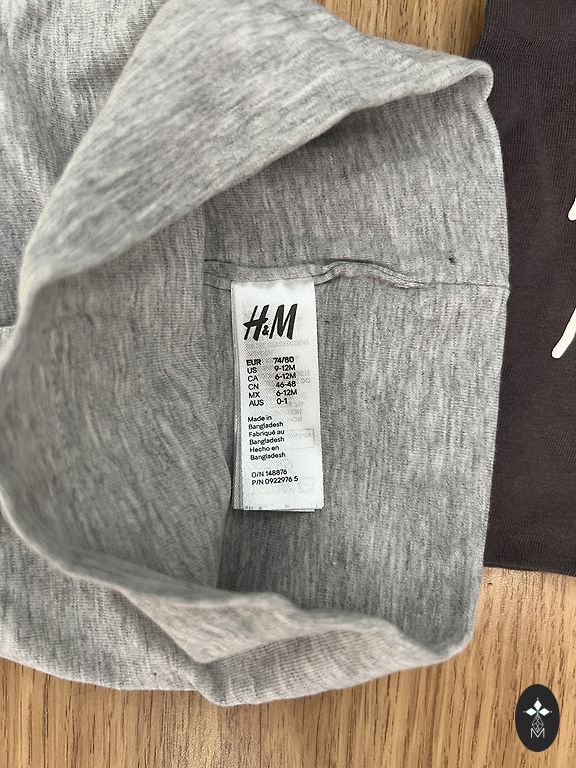 H&M
EUR 74/80
US 9-12M
CA 6-12M
CN 46-48
MX 6-12M
AUS 0-1
Made in
Bangladesh
Fabriqué au
Bangladesh
Hecho en
Bangladesh
O/N 148876
P/N 0922976 5
M